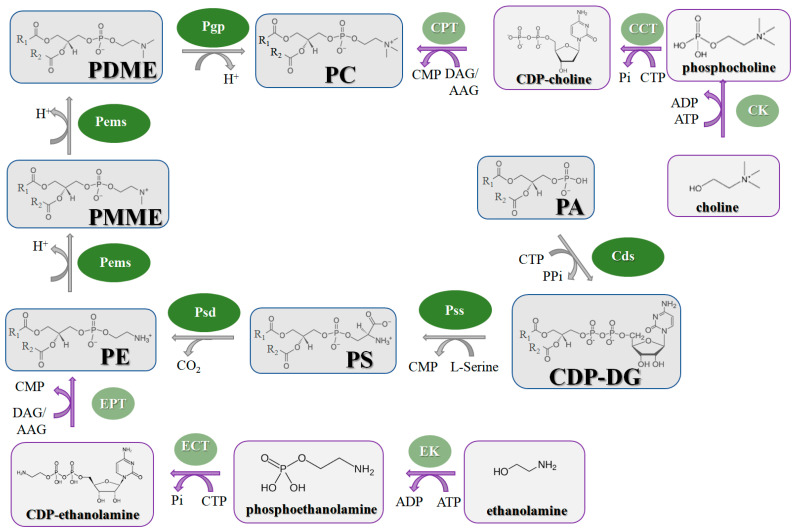 PDME
Pgp
H⁺
PC
CPT
CMP DAG/
AAG
CDP-choline
CCT
Pi CTP
phosphocholine
ADP
ATP
CK
choline
H⁺
Pems
PMME
PA
CTP
PPi
Cds
H⁺
Pems
PE
Psd
CO₂
PS
Pss
CMP L-Serine
CDP-DG
CMP
DAG/
AAG
EPT
CDP-ethanolamine
ECT
Pi CTP
phosphoethanolamine
EK
ADP ATP
ethanolamine